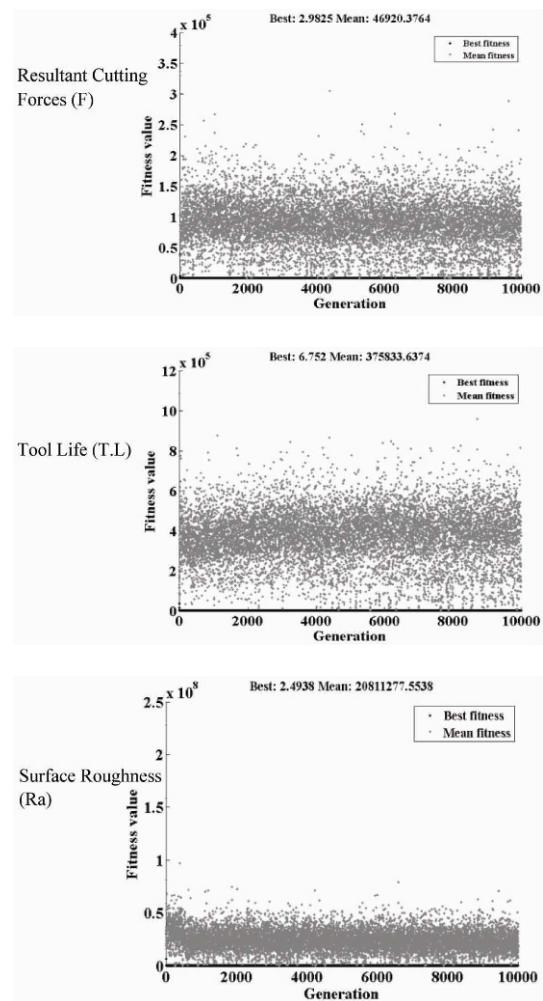 Best: 2.9825 Mean: 46920.3764
x 10^5
4
3.5
3
2.5
2
1.5
1
0.5
0
Fitness value
Resultant Cutting
Forces (F)
Best fitness
Mean fitness
0 2000 4000 6000 8000 10000
Generation
Best: 6.752 Mean: 375833.6374
x 10^5
12
10
8
6
4
2
0
Fitness value
Tool Life (T.L)
Best fitness
Mean fitness
0 2000 4000 6000 8000 10000
Generation
Best: 2.4938 Mean: 20811277.5538
x 10^8
2.5
2
1.5
1
0.5
0
Fitness value
Surface Roughness
(Ra)
Best fitness
Mean fitness
0 2000 4000 6000 8000 10000
Generation